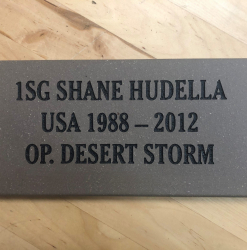 1SG SHANE HUDELLA
USA 1988 – 2012
OP. DESERT STORM